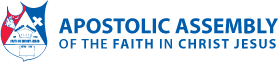 APOSTOLIC ASSEMBLY
OF THE FAITH IN CHRIST JESUS